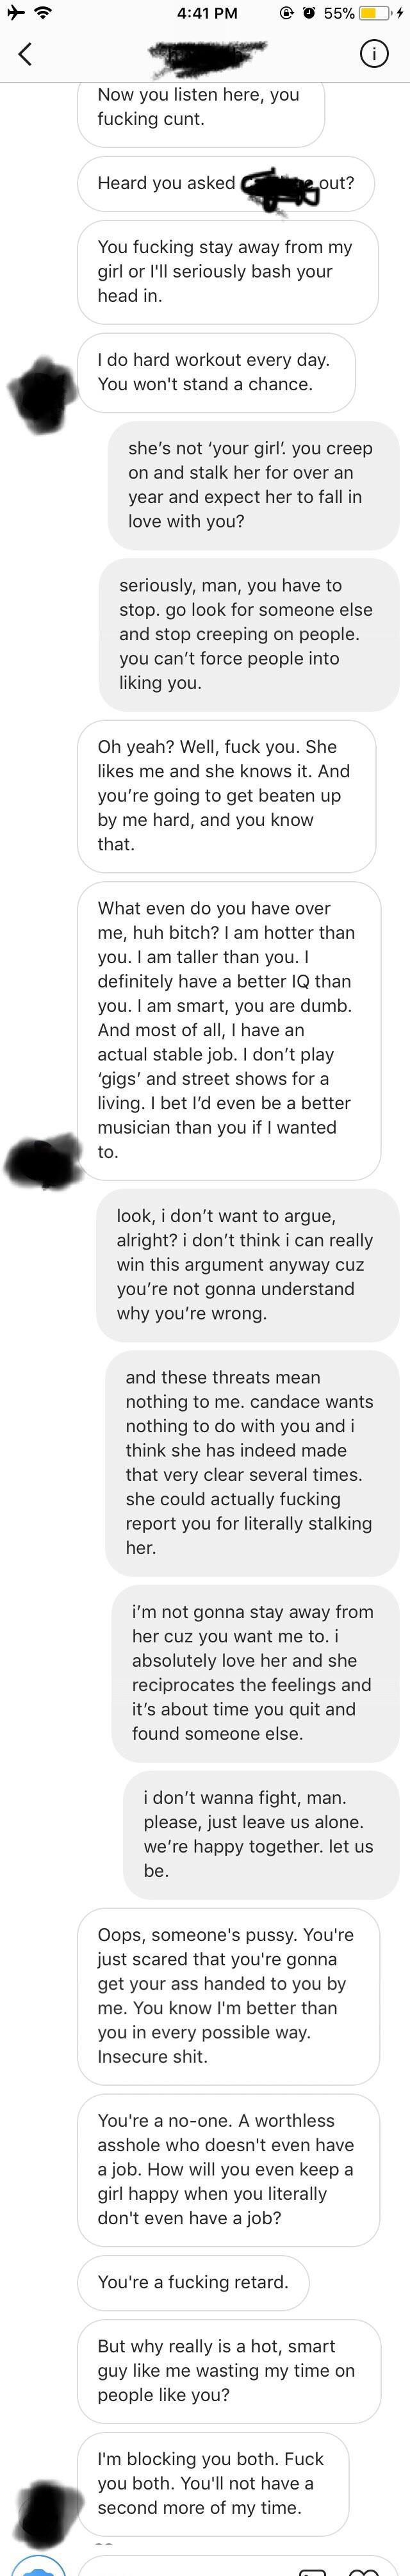 4:41 PM
55%
Now you listen here, you
fucking cunt.
Heard you asked out?
You fucking stay away from my
girl or I'll seriously bash your
head in.
I do hard workout every day.
You won't stand a chance.
she's not ‘your girl’. you creep
on and stalk her for over an
year and expect her to fall in
love with you?
seriously, man, you have to
stop. go look for someone else
and stop creeping on people.
you can’t force people into
liking you.
Oh yeah? Well, fuck you. She
likes me and she knows it. And
you’re going to get beaten up
by me hard, and you know
that.
What even do you have over
me, huh bitch? I am hotter than
you. I am taller than you. I
definitely have a better IQ than
you. I am smart, you are dumb.
And most of all, I have an
actual stable job. I don’t play
‘gigs’ and street shows for a
living. I bet I’d even be a better
musician than you if I wanted
to.
look, i don’t want to argue,
alright? i don’t think i can really
win this argument anyway cuz
you’re not gonna understand
why you’re wrong.
and these threats mean
nothing to me. candace wants
nothing to do with you and i
think she has indeed made
that very clear several times.
she could actually fucking
report you for literally stalking
her.
i’m not gonna stay away from
her cuz you want me to. i
absolutely love her and she
reciprocates the feelings and
it’s about time you quit and
found someone else.
i don’t wanna fight, man.
please, just leave us alone.
we’re happy together. let us
be.
Oops, someone's pussy. You're
just scared that you're gonna
get your ass handed to you by
me. You know I'm better than
you in every possible way.
Insecure shit.
You're a no-one. A worthless
asshole who doesn't even have
a job. How will you even keep a
girl happy when you literally
don't even have a job?
You're a fucking retard.
But why really is a hot, smart
guy like me wasting my time on
people like you?
I'm blocking you both. Fuck
you both. You'll not have a
second more of my time.